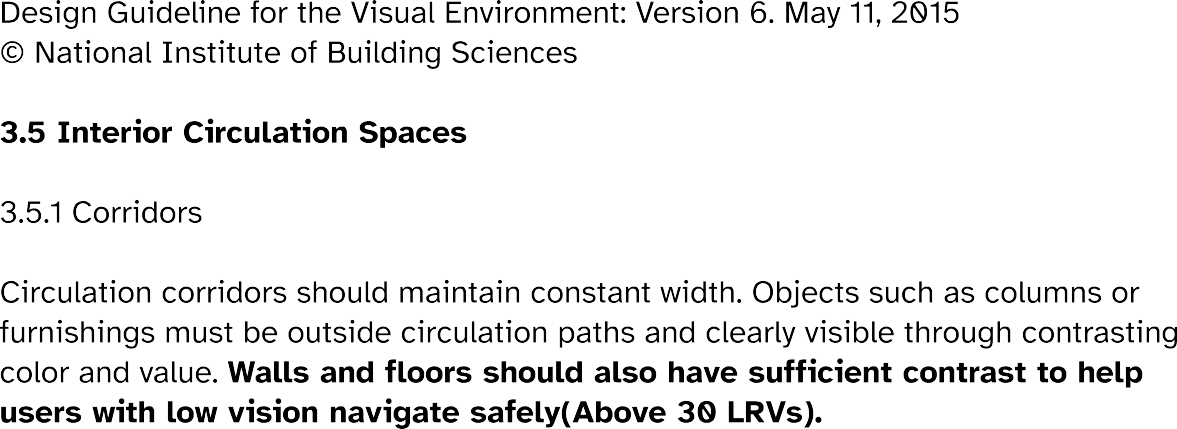 Design Guideline for the Visual Environment: Version 6. May 11, 2015
© National Institute of Building Sciences
3.5 Interior Circulation Spaces
3.5.1 Corridors
Circulation corridors should maintain constant width. Objects such as columns or
furnishings must be outside circulation paths and clearly visible through contrasting
color and value. Walls and floors should also have sufficient contrast to help
users with low vision navigate safely(Above 30 LRVs).